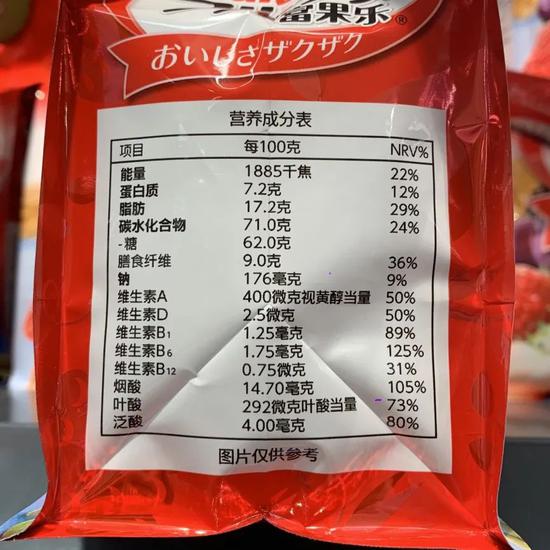 富果乐®
おいしさザクザク
营养成分表
项目 每100克 NRV%
能量 1885千焦 22%
蛋白质 7.2克 12%
脂肪 17.2克 29%
碳水化合物 71.0克 24%
-糖 62.0克
膳食纤维 9.0克 36%
钠 176毫克 9%
维生素A 400微克视黄醇当量 50%
维生素D 2.5微克 50%
维生素B₁ 1.25毫克 89%
维生素B₆ 1.75毫克 125%
维生素B₁₂ 0.75微克 31%
烟酸 14.70毫克 105%
叶酸 292微克叶酸当量 73%
泛酸 4.00毫克 80%
图片仅供参考